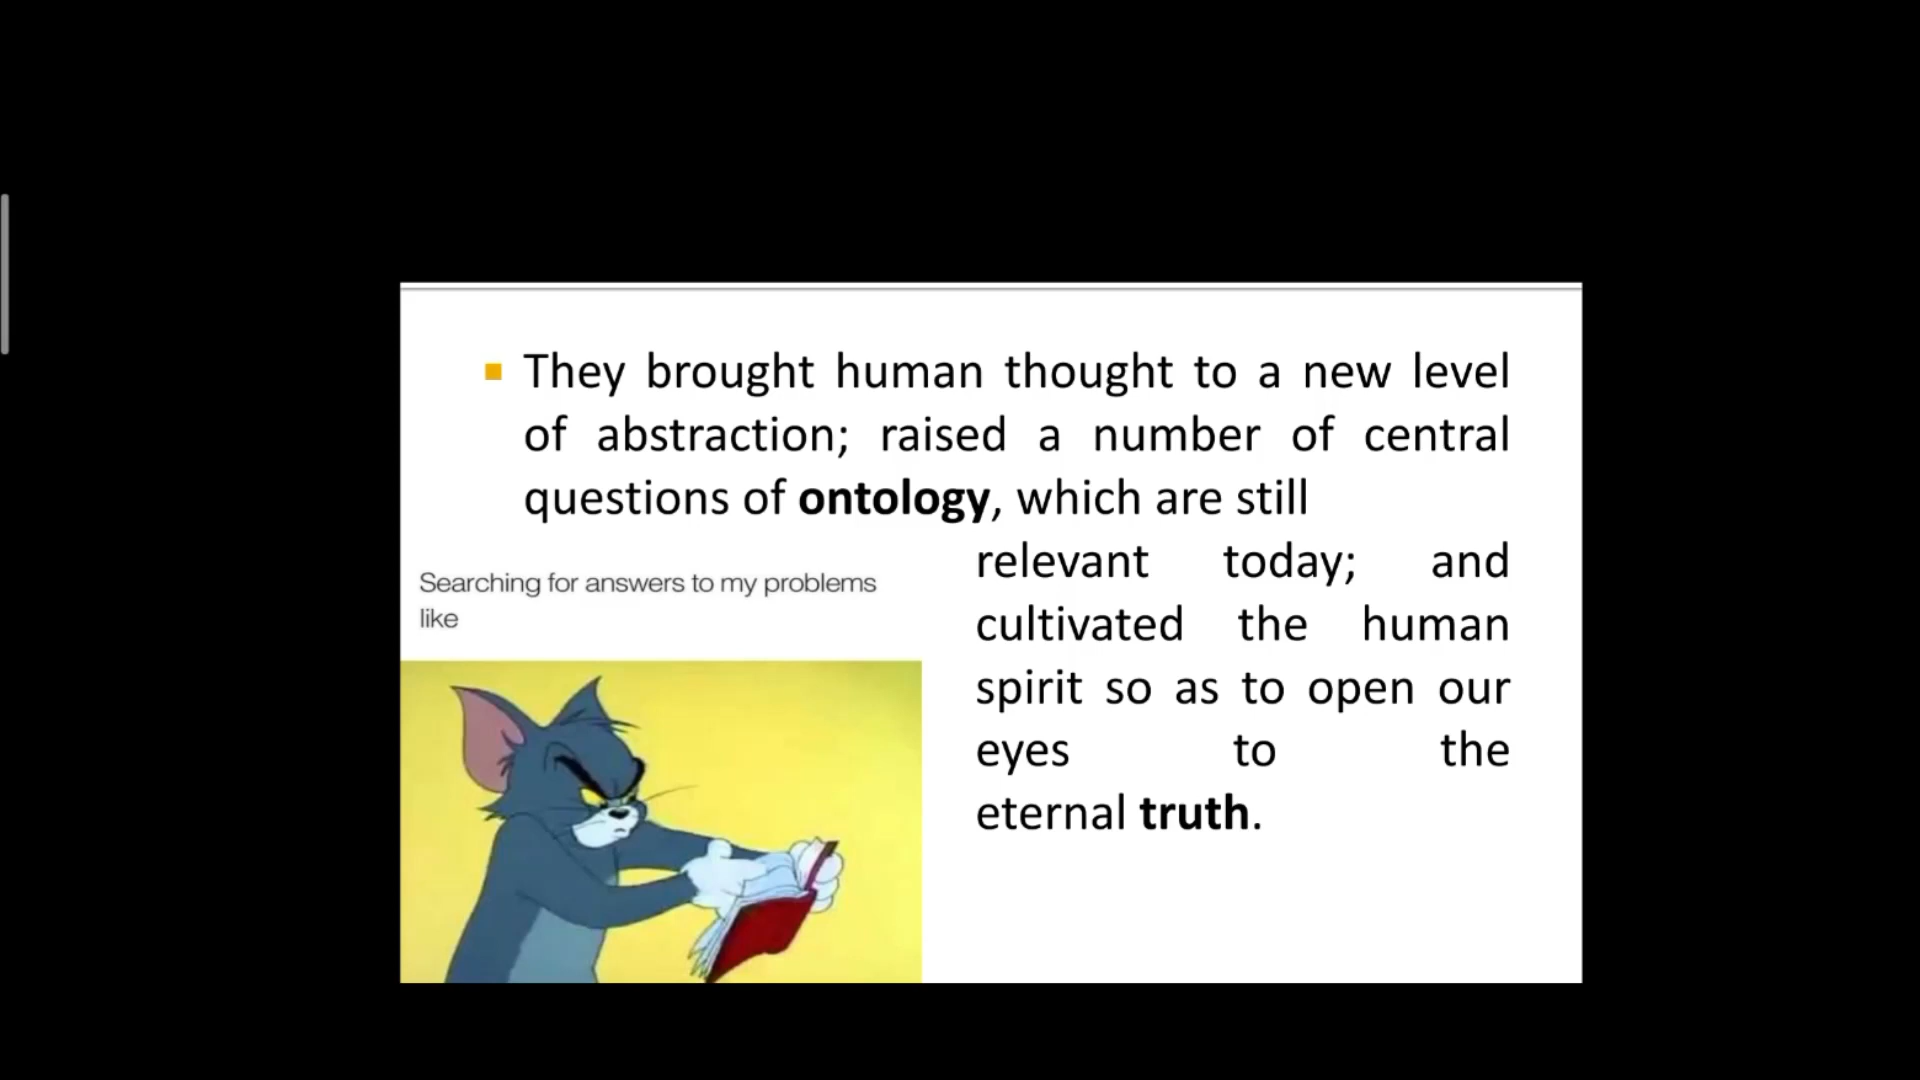 They brought human thought to a new level
of abstraction; raised a number of central
questions of ontology, which are still
relevant today; and
cultivated the human
spirit so as to open our
eyes to the
eternal truth.
Searching for answers to my problems
like